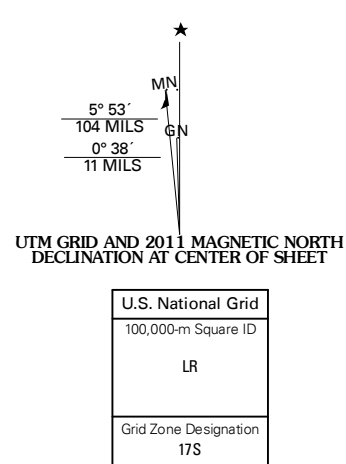 ★
MN
5° 53´
104 MILS
GN
0° 38´
11 MILS
UTM GRID AND 2011 MAGNETIC NORTH
DECLINATION AT CENTER OF SHEET
U.S. National Grid
100,000-m Square ID
LR
Grid Zone Designation
17S